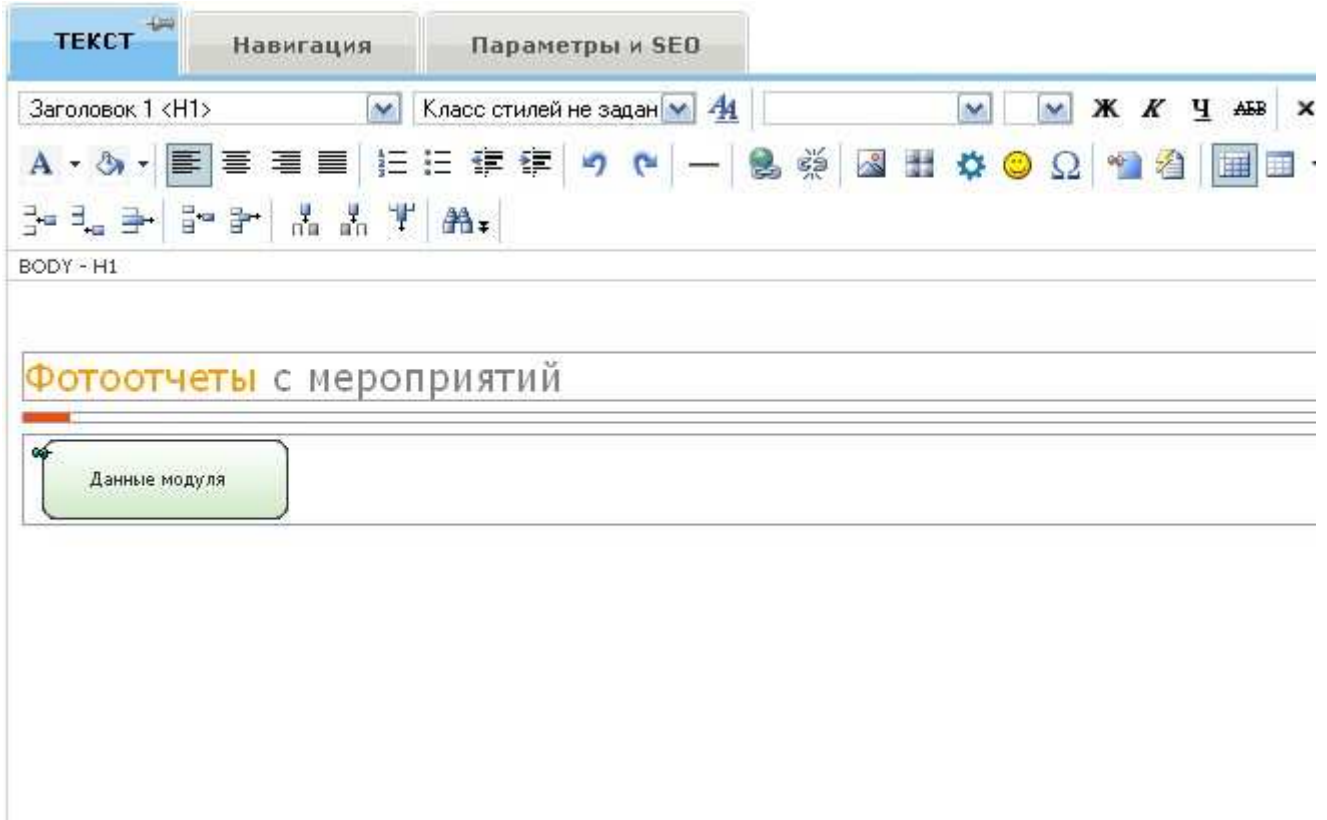 ТЕКСТ Навигация Параметры и SEO
Заголовок 1 <H1> Класс стилей не задан Ж К Ч АБВ
BODY - H1
Фотоотчеты с мероприятий
Данные модуля